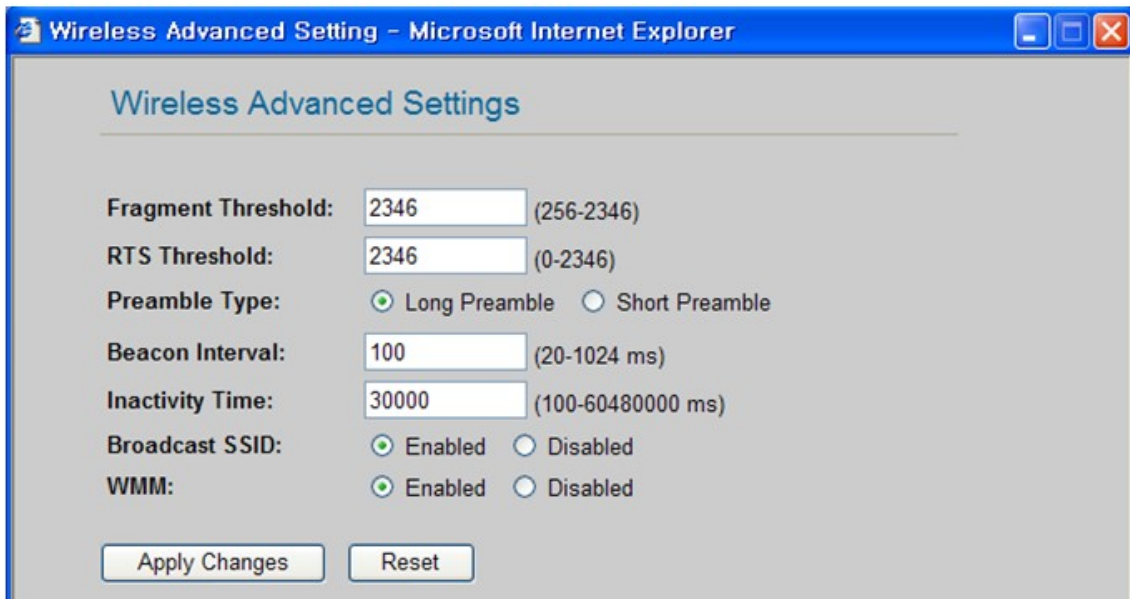 Wireless Advanced Setting - Microsoft Internet Explorer
Wireless Advanced Settings
Fragment Threshold: 2346 (256-2346)
RTS Threshold: 2346 (0-2346)
Preamble Type: Long Preamble Short Preamble
Beacon Interval: 100 (20-1024 ms)
Inactivity Time: 30000 (100-60480000 ms)
Broadcast SSID: Enabled Disabled
WMM: Enabled Disabled
Apply Changes Reset